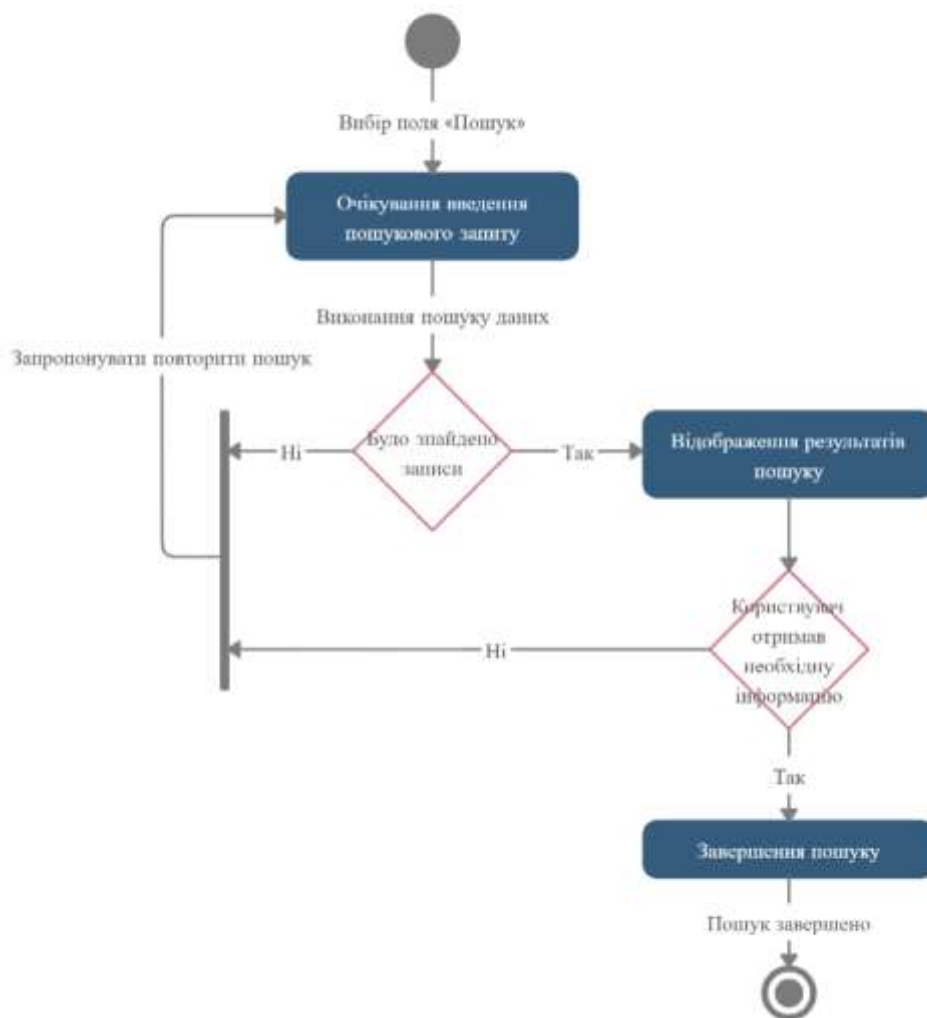 Вибір поля «Пошук»
Очікування введення
пошукового запиту
Виконання пошуку даних
Запропонувати повторити пошук
Було знайдено
записи
Ні
Так
Відображення результатів
пошуку
Користувач
отримав
необхідну
інформацію
Ні
Так
Завершення пошуку
Пошук завершено